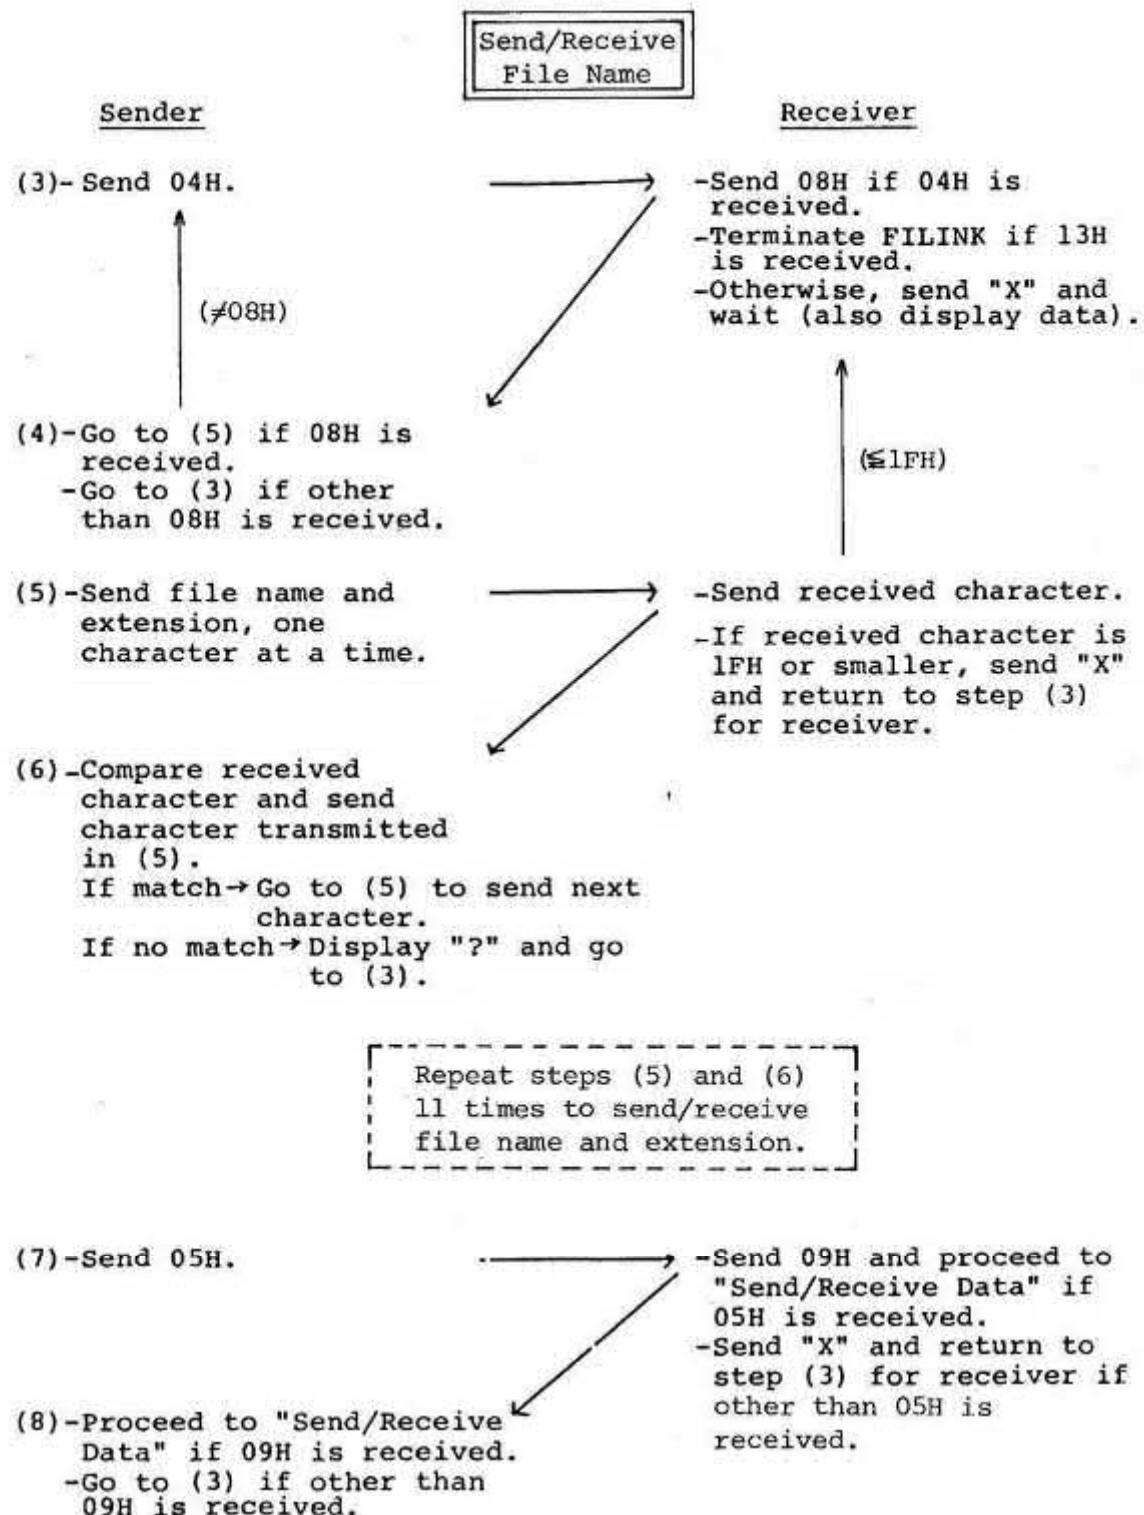 Send/Receive
File Name
Sender
Receiver
(3)-Send 04H.
-Send 08H if 04H is
received.
-Terminate FILINK if 13H
is received.
-Otherwise, send "X" and
wait (also display data).
(≠08H)
(4)-Go to (5) if 08H is
received.
-Go to (3) if other
than 08H is received.
(≦1FH)
(5)-Send file name and
extension, one
character at a time.
-Send received character.
-If received character is
1FH or smaller, send "X"
and return to step (3)
for receiver.
(6)-Compare received
character and send
character transmitted
in (5).
If match→Go to (5) to send next
character.
If no match→Display "?" and go
to (3).
Repeat steps (5) and (6)
11 times to send/receive
file name and extension.
(7)-Send 05H.
-Send 09H and proceed to
"Send/Receive Data" if
05H is received.
-Send "X" and return to
step (3) for receiver if
other than 05H is
received.
(8)-Proceed to "Send/Receive
Data" if 09H is received.
-Go to (3) if other than
09H is received.